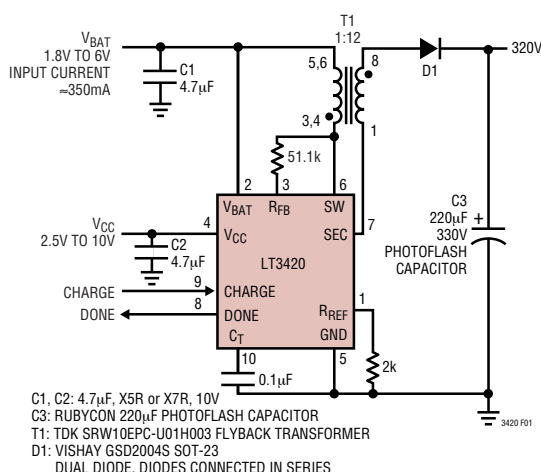 T1
1:12
VBAT
1.8V TO 6V
INPUT CURRENT
≈350mA
C1
4.7µF
5,6
8
D1
320V
3,4
1
51.1k
2
3
6
VBAT
RFB
SW
C3
220µF
+
330V
PHOTOFLASH
CAPACITOR
VCC
2.5V TO 10V
4
VCC
SEC
7
C2
4.7µF
LT3420
CHARGE
9
CHARGE
DONE
8
DONE
RREF
1
CT
GND
10
5
2k
0.1µF
C1, C2: 4.7µF, X5R or X7R, 10V
C3: RUBYCON 220µF PHOTOFLASH CAPACITOR
T1: TDK SRW10EPC-U01H003 FLYBACK TRANSFORMER
D1: VISHAY GSD2004S SOT-23
DUAL DIODE. DIODES CONNECTED IN SERIES
3420 F01